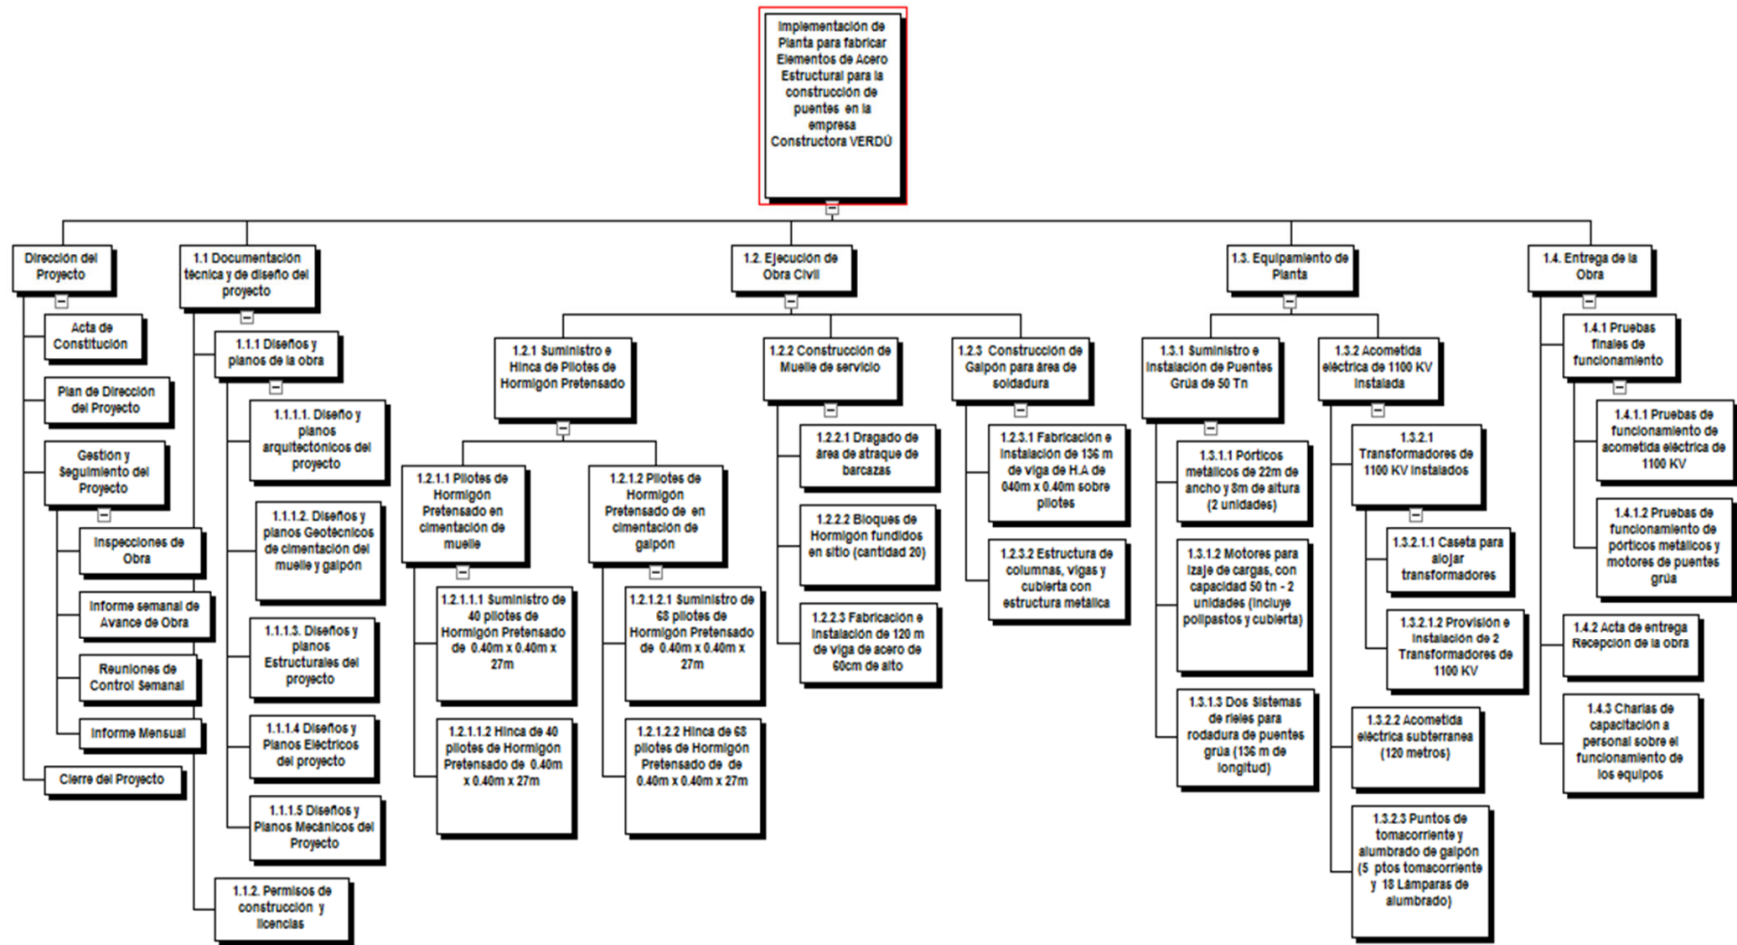 Implementación de
Planta para fabricar
Elementos de Acero
Estructural para la
construcción de
puentes en la
empresa
Constructora VERDÚ
Dirección del
Proyecto
Acta de
Constitución
Plan de Dirección
del Proyecto
Gestión y
Seguimiento del
Proyecto
Inspecciones de
Obra
Informe semanal de
Avance de Obra
Reuniones de
Control Semanal
Informe Mensual
Cierre del Proyecto
1.1 Documentación
técnica y de diseño del
proyecto
1.1.1 Diseños y
planos de la obra
1.1.1.1. Diseño y
planos
arquitectónicos del
proyecto
1.1.1.2. Diseños y
planos Geotécnicos
de cimentación del
muelle y galpón
1.1.1.3. Diseños y
planos
Estructurales del
proyecto
1.1.1.4 Diseños y
Planos Eléctricos
del proyecto
1.1.1.5 Diseños y
Planos Mecánicos del
Proyecto
1.1.2. Permisos de
construcción y
licencias
1.2. Ejecución de
Obra Civil
1.2.1 Suministro e
Hinca de Pilotes de
Hormigón Pretensado
1.2.1.1 Pilotes de
Hormigón
Pretensado en
cimentación de
muelle
1.2.1.1.1 Suministro de
40 pilotes de
Hormigón Pretensado
de 0.40m x 0.40m x
27m
1.2.1.1.2 Hinca de 40
pilotes de Hormigón
Pretensado de 0.40m
x 0.40m x 27m
1.2.1.2 Pilotes de
Hormigón
Pretensado de en
cimentación de
galpón
1.2.1.2.1 Suministro de
68 pilotes de
Hormigón Pretensado
de 0.40m x 0.40m x
27m
1.2.1.2.2 Hinca de 68
pilotes de Hormigón
Pretensado de de
0.40m x 0.40m x 27m
1.2.2 Construcción de
Muelle de servicio
1.2.2.1 Dragado de
área de atraque de
barcazas
1.2.2.2 Bloques de
Hormigón fundidos
en sitio (cantidad 20)
1.2.2.3 Fabricación e
instalación de 120 m
de viga de acero de
60cm de alto
1.2.3 Construcción de
Galpón para área de
soldadura
1.2.3.1 Fabricación e
instalación de 136 m
de viga de H.A de
040m x 0.40m sobre
pilotes
1.2.3.2 Estructura de
columnas, vigas y
cubierta con
estructura metálica
1.3. Equipamiento de
Planta
1.3.1 Suministro e
Instalación de Puentes
Grúa de 50 Tn
1.3.1.1 Pórticos
metálicos de 22m de
ancho y 8m de altura
(2 unidades)
1.3.1.2 Motores para
izaje de cargas, con
capacidad 50 tn - 2
unidades (incluye
polipastos y cubierta)
1.3.1.3 Dos Sistemas
de rieles para
rodadura de puentes
grúa (136 m de
longitud)
1.3.2 Acometida
eléctrica de 1100 KV
Instalada
1.3.2.1
Transformadores de
1100 KV Instalados
1.3.2.1.1 Caseta para
alojar
transformadores
1.3.2.1.2 Provisión e
instalación de 2
Transformadores de
1100 KV
1.3.2.2 Acometida
eléctrica subterranea
(120 metros)
1.3.2.3 Puntos de
tomacorriente y
alumbrado de galpón
(5 ptos tomacorriente
y 18 Lámparas de
alumbrado)
1.4. Entrega de la
Obra
1.4.1 Pruebas
finales de
funcionamiento
1.4.1.1 Pruebas de
funcionamiento de
acometida eléctrica de
1100 KV
1.4.1.2 Pruebas de
funcionamiento de
pórticos metálicos y
motores de puentes
grúa
1.4.2 Acta de entrega
Recepción de la obra
1.4.3 Charlas de
capacitación a
personal sobre el
funcionamiento de
los equipos